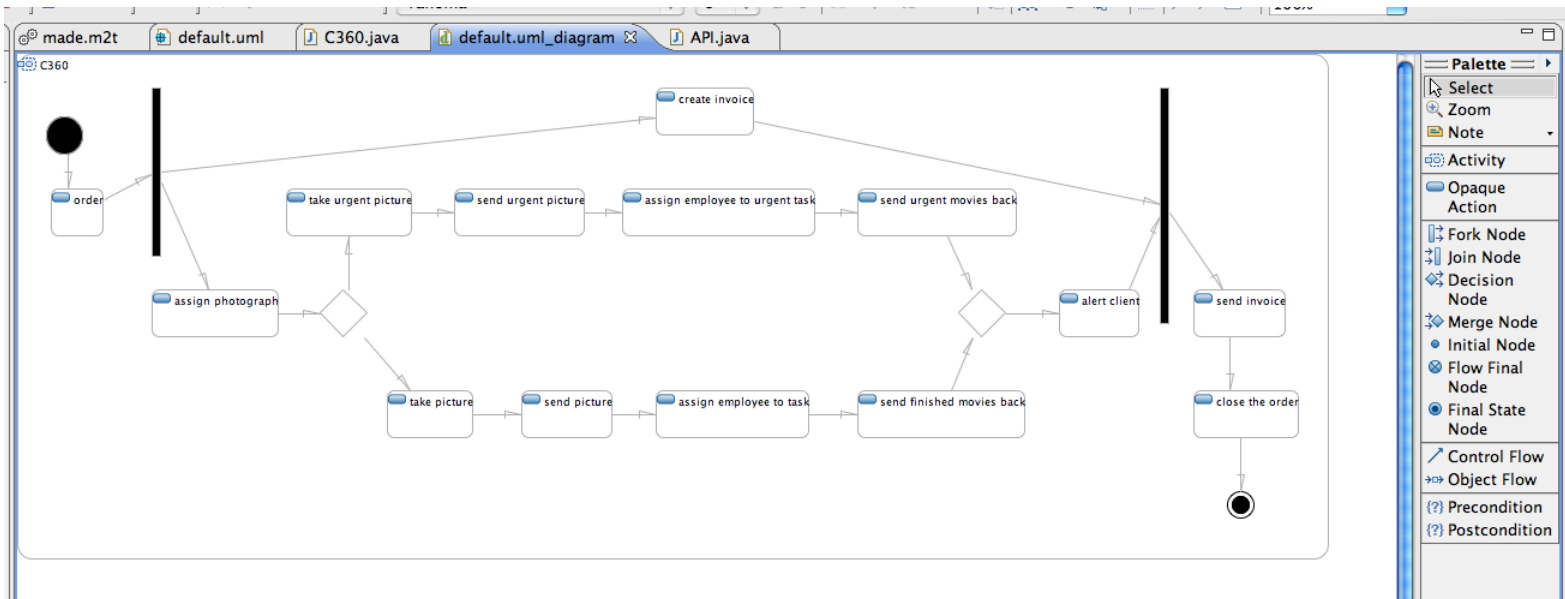 made.m2t
default.uml
C360.java
default.uml_diagram
API.java
C360
create invoice
order
take urgent picture
send urgent picture
assign employee to urgent task
send urgent movies back
assign photograph
alert client
send invoice
take picture
send picture
assign employee to task
send finished movies back
close the order
Palette
Select
Zoom
Note
Activity
Opaque
Action
Fork Node
Join Node
Decision
Node
Merge Node
Initial Node
Flow Final
Node
Final State
Node
Control Flow
Object Flow
{?} Precondition
{?} Postcondition